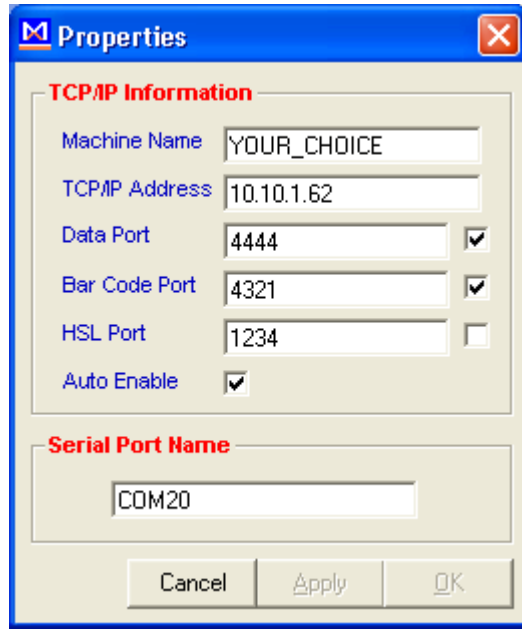 Properties
TCP/IP Information
Machine Name YOUR_CHOICE
TCP/IP Address 10.10.1.62
Data Port 4444
Bar Code Port 4321
HSL Port 1234
Auto Enable
Serial Port Name
COM20
Cancel Apply OK